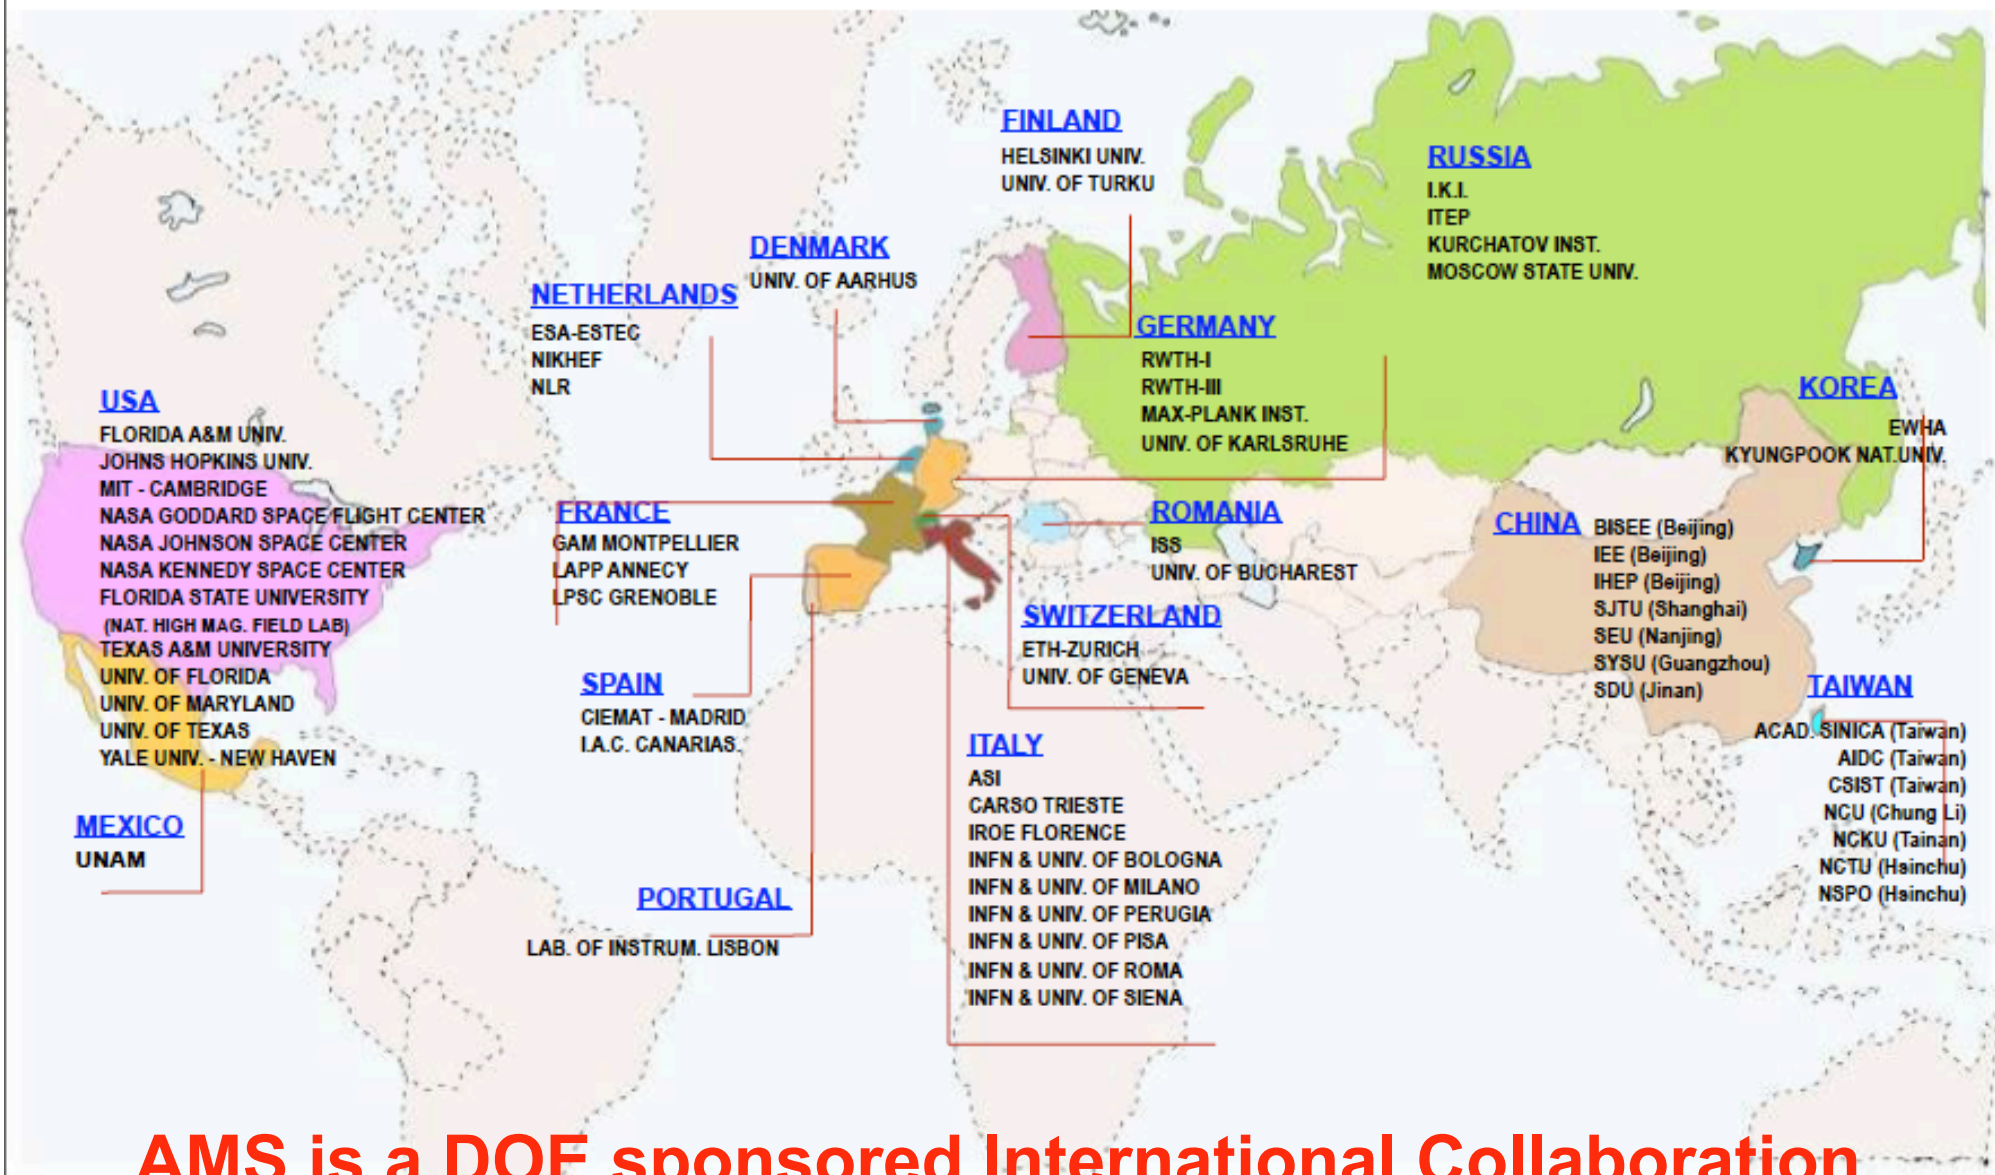 FINLAND
HELSINKI UNIV.
UNIV. OF TURKU
RUSSIA
I.K.I.
ITEP
KURCHATOV INST.
MOSCOW STATE UNIV.
DENMARK
UNIV. OF AARHUS
NETHERLANDS
ESA-ESTEC
NIKHEF
NLR
GERMANY
RWTH-I
RWTH-III
MAX-PLANK INST.
UNIV. OF KARLSRUHE
KOREA
EWHA
KYUNGPOOK NAT.UNIV.
USA
FLORIDA A&M UNIV.
JOHNS HOPKINS UNIV.
MIT - CAMBRIDGE
NASA GODDARD SPACE FLIGHT CENTER
NASA JOHNSON SPACE CENTER
NASA KENNEDY SPACE CENTER
FLORIDA STATE UNIVERSITY
(NAT. HIGH MAG. FIELD LAB)
TEXAS A&M UNIVERSITY
UNIV. OF FLORIDA
UNIV. OF MARYLAND
UNIV. OF TEXAS
YALE UNIV. - NEW HAVEN
FRANCE
GAM MONTPELLIER
LAPP ANNECY
LPSC GRENOBLE
ROMANIA
ISS
UNIV. OF BUCHAREST
CHINA
BISEE (Beijing)
IEE (Beijing)
IHEP (Beijing)
SJTU (Shanghai)
SEU (Nanjing)
SYSU (Guangzhou)
SDU (Jinan)
SWITZERLAND
ETH-ZURICH
UNIV. OF GENEVA
SPAIN
CIEMAT - MADRID
I.A.C. CANARIAS.
TAIWAN
ACAD. SINICA (Taiwan)
AIDC (Taiwan)
CSIST (Taiwan)
NCU (Chung Li)
NCKU (Tainan)
NCTU (Hsinchu)
NSPO (Hsinchu)
ITALY
ASI
CARSO TRIESTE
IROE FLORENCE
INFN & UNIV. OF BOLOGNA
INFN & UNIV. OF MILANO
INFN & UNIV. OF PERUGIA
INFN & UNIV. OF PISA
INFN & UNIV. OF ROMA
INFN & UNIV. OF SIENA
MEXICO
UNAM
PORTUGAL
LAB. OF INSTRUM. LISBON
AMS is a DOE sponsored International Collaboration